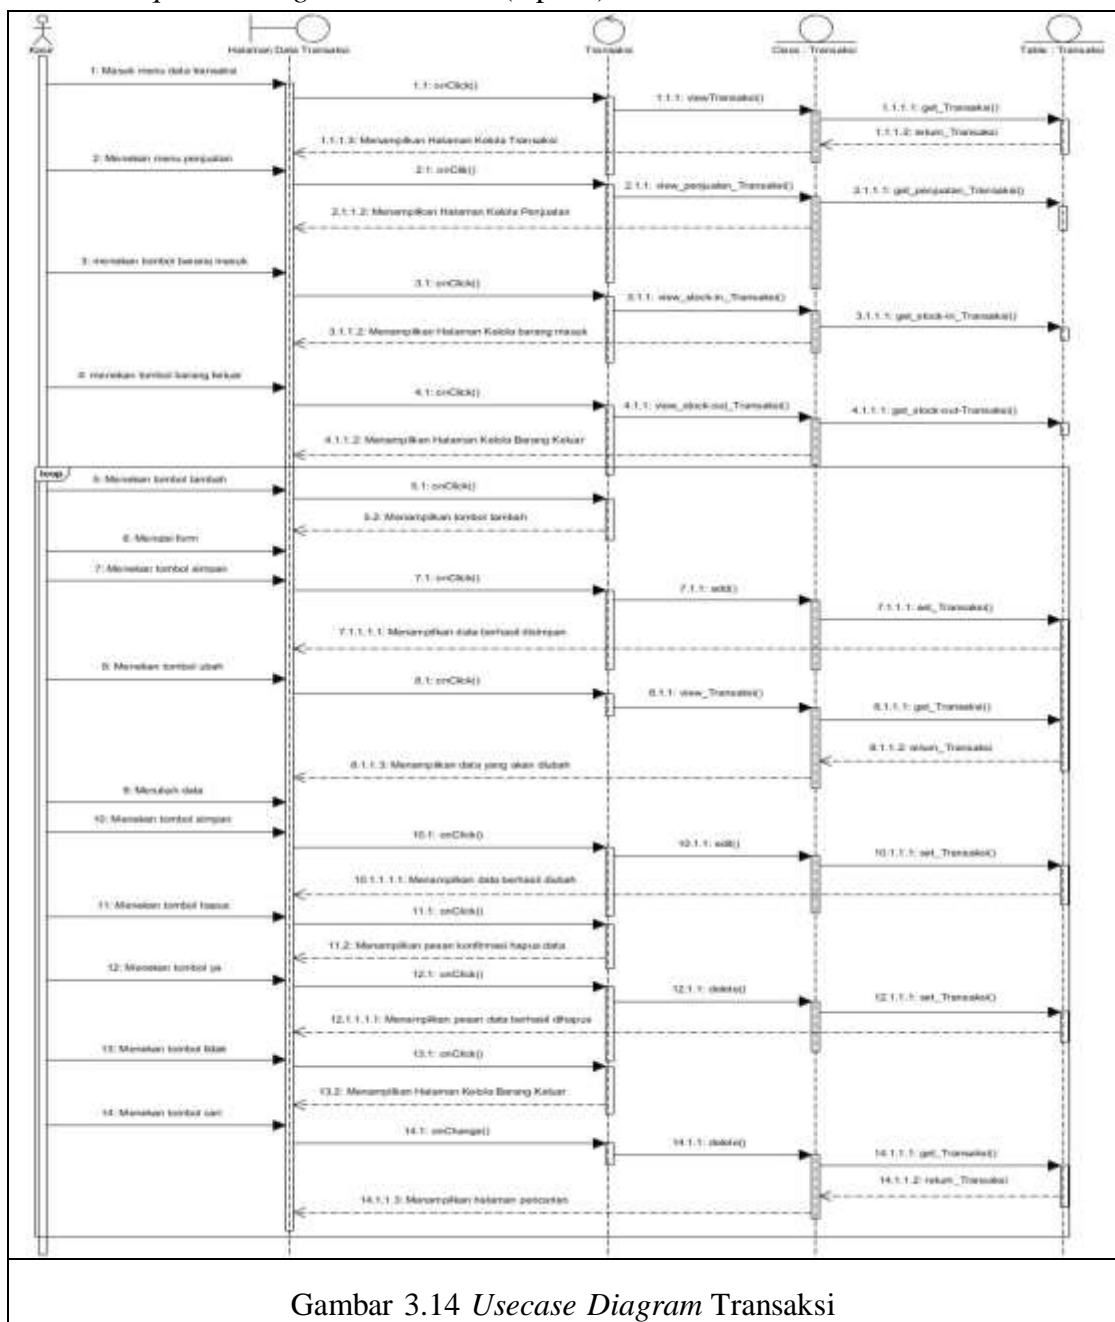 Kasir
Halaman Data Transaksi
Transaksi
Class : Transaksi
Table : Transaksi
1: Masuk menu data transaksi
1.1: onClick()
1.1.1: viewTransaksi()
1.1.1.1: get_Transaksi()
1.1.1.2: return_Transaksi
1.1.1.3: Menampilkan Halaman Kelola Transaksi
2: Menekan menu penjualan
2.1: onClik()
2.1.1: view_penjualan_Transaksi()
2.1.1.1: get_penjualan_Transaksi()
2.1.1.2: Menampilkan Halaman Kelola Penjualan
3: menekan tombol barang masuk
3.1: onClick()
3.1.1: view_stock-in_Transaksi()
3.1.1.1: get_stock-in_Transaksi()
3.1.1.2: Menampilkan Halaman Kelola barang masuk
4: menekan tombol barang keluar
4.1: onClick()
4.1.1: view_stock-out_Transaksi()
4.1.1.1: get_stock-out-Transaksi()
4.1.1.2: Menampilkan Halaman Kelola Barang Keluar
loop
5: Menekan tombol tambah
5.1: onClick()
5.2: Menampilkan tombol tambah
6: Mengisi form
7: Menekan tombol simpan
7.1: onClick()
7.1.1: add()
7.1.1.1: set_Transaksi()
7.1.1.1.1: Menampilkan data berhasil disimpan
8: Menekan tombol ubah
8.1: onClick()
8.1.1: view_Transaksi()
8.1.1.1: get_Transaksi()
8.1.1.2: return_Transaksi
8.1.1.3: Menampilkan data yang akan diubah
9: Merubah data
10: Menekan tombol simpan
10.1: onClick()
10.1.1: edit()
10.1.1.1: set_Transaksi()
10.1.1.1.1: Menampilkan data berhasil diubah
11: Menekan tombol hapus
11.1: onClick()
11.2: Menampilkan pesan konfirmasi hapus data
12: Menekan tombol ya
12.1: onClick()
12.1.1: delete()
12.1.1.1: set_Transaksi()
12.1.1.1.1: Menampilkan pesan data berhasil dihapus
13: Menekan tombol tidak
13.1: onClick()
13.2: Menampilkan Halaman Kelola Barang Keluar
14: Menekan tombol cari
14.1: onChange()
14.1.1: delete()
14.1.1.1: get_Transaksi()
14.1.1.2: return_Transaksi
14.1.1.3: Menampilkan halaman pencarian
Gambar 3.14 Usecase Diagram Transaksi